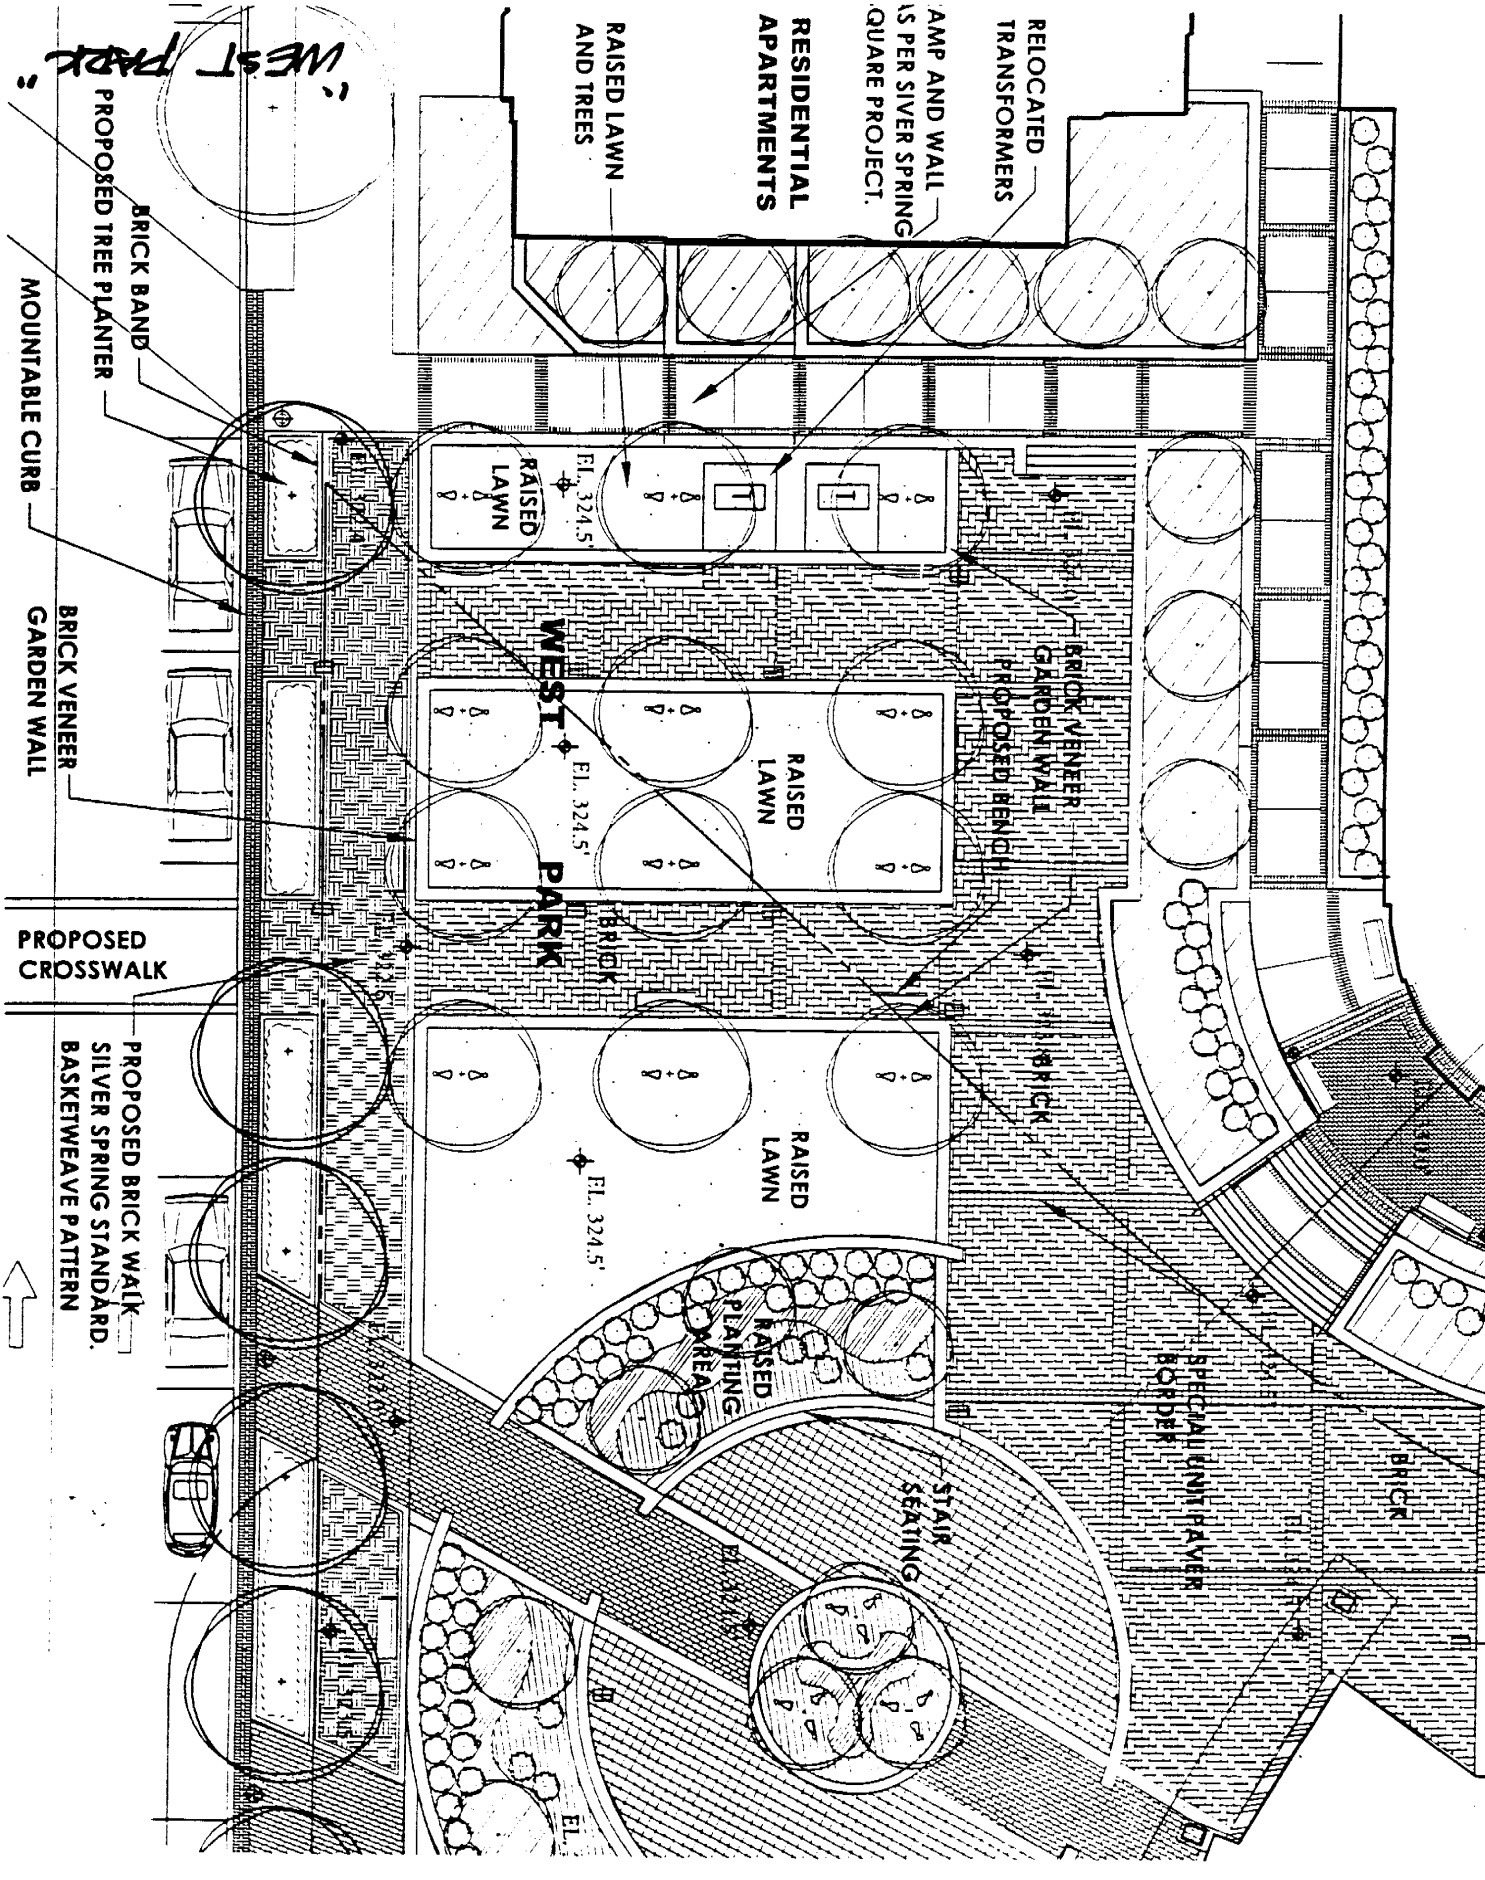 "WEST PARK"
RELOCATED
TRANSFORMERS
AMP AND WALL
AS PER SIVER SPRING
QUARE PROJECT.
RESIDENTIAL
APARTMENTS
RAISED LAWN
AND TREES
BRICK BAND
PROPOSED TREE PLANTER
MOUNTABLE CURB
BRICK VENEER
GARDEN WALL
PROPOSED
CROSSWALK
PROPOSED BRICK WALK
SILVER SPRING STANDARD.
BASKETWEAVE PATTERN
RAISED
LAWN
EL. 324.5'
T
T
WEST PARK
EL. 324.5'
RAISED
LAWN
BRICK VENEER
GARDEN WALL
PROPOSED BENCH
BRICK
BRICK
RAISED
LAWN
EL. 324.5'
RAISED
PLANTING
AREA
STAIR
SEATING
SPECIAL UNIT PAVER
BORDER
BRICK
EL.